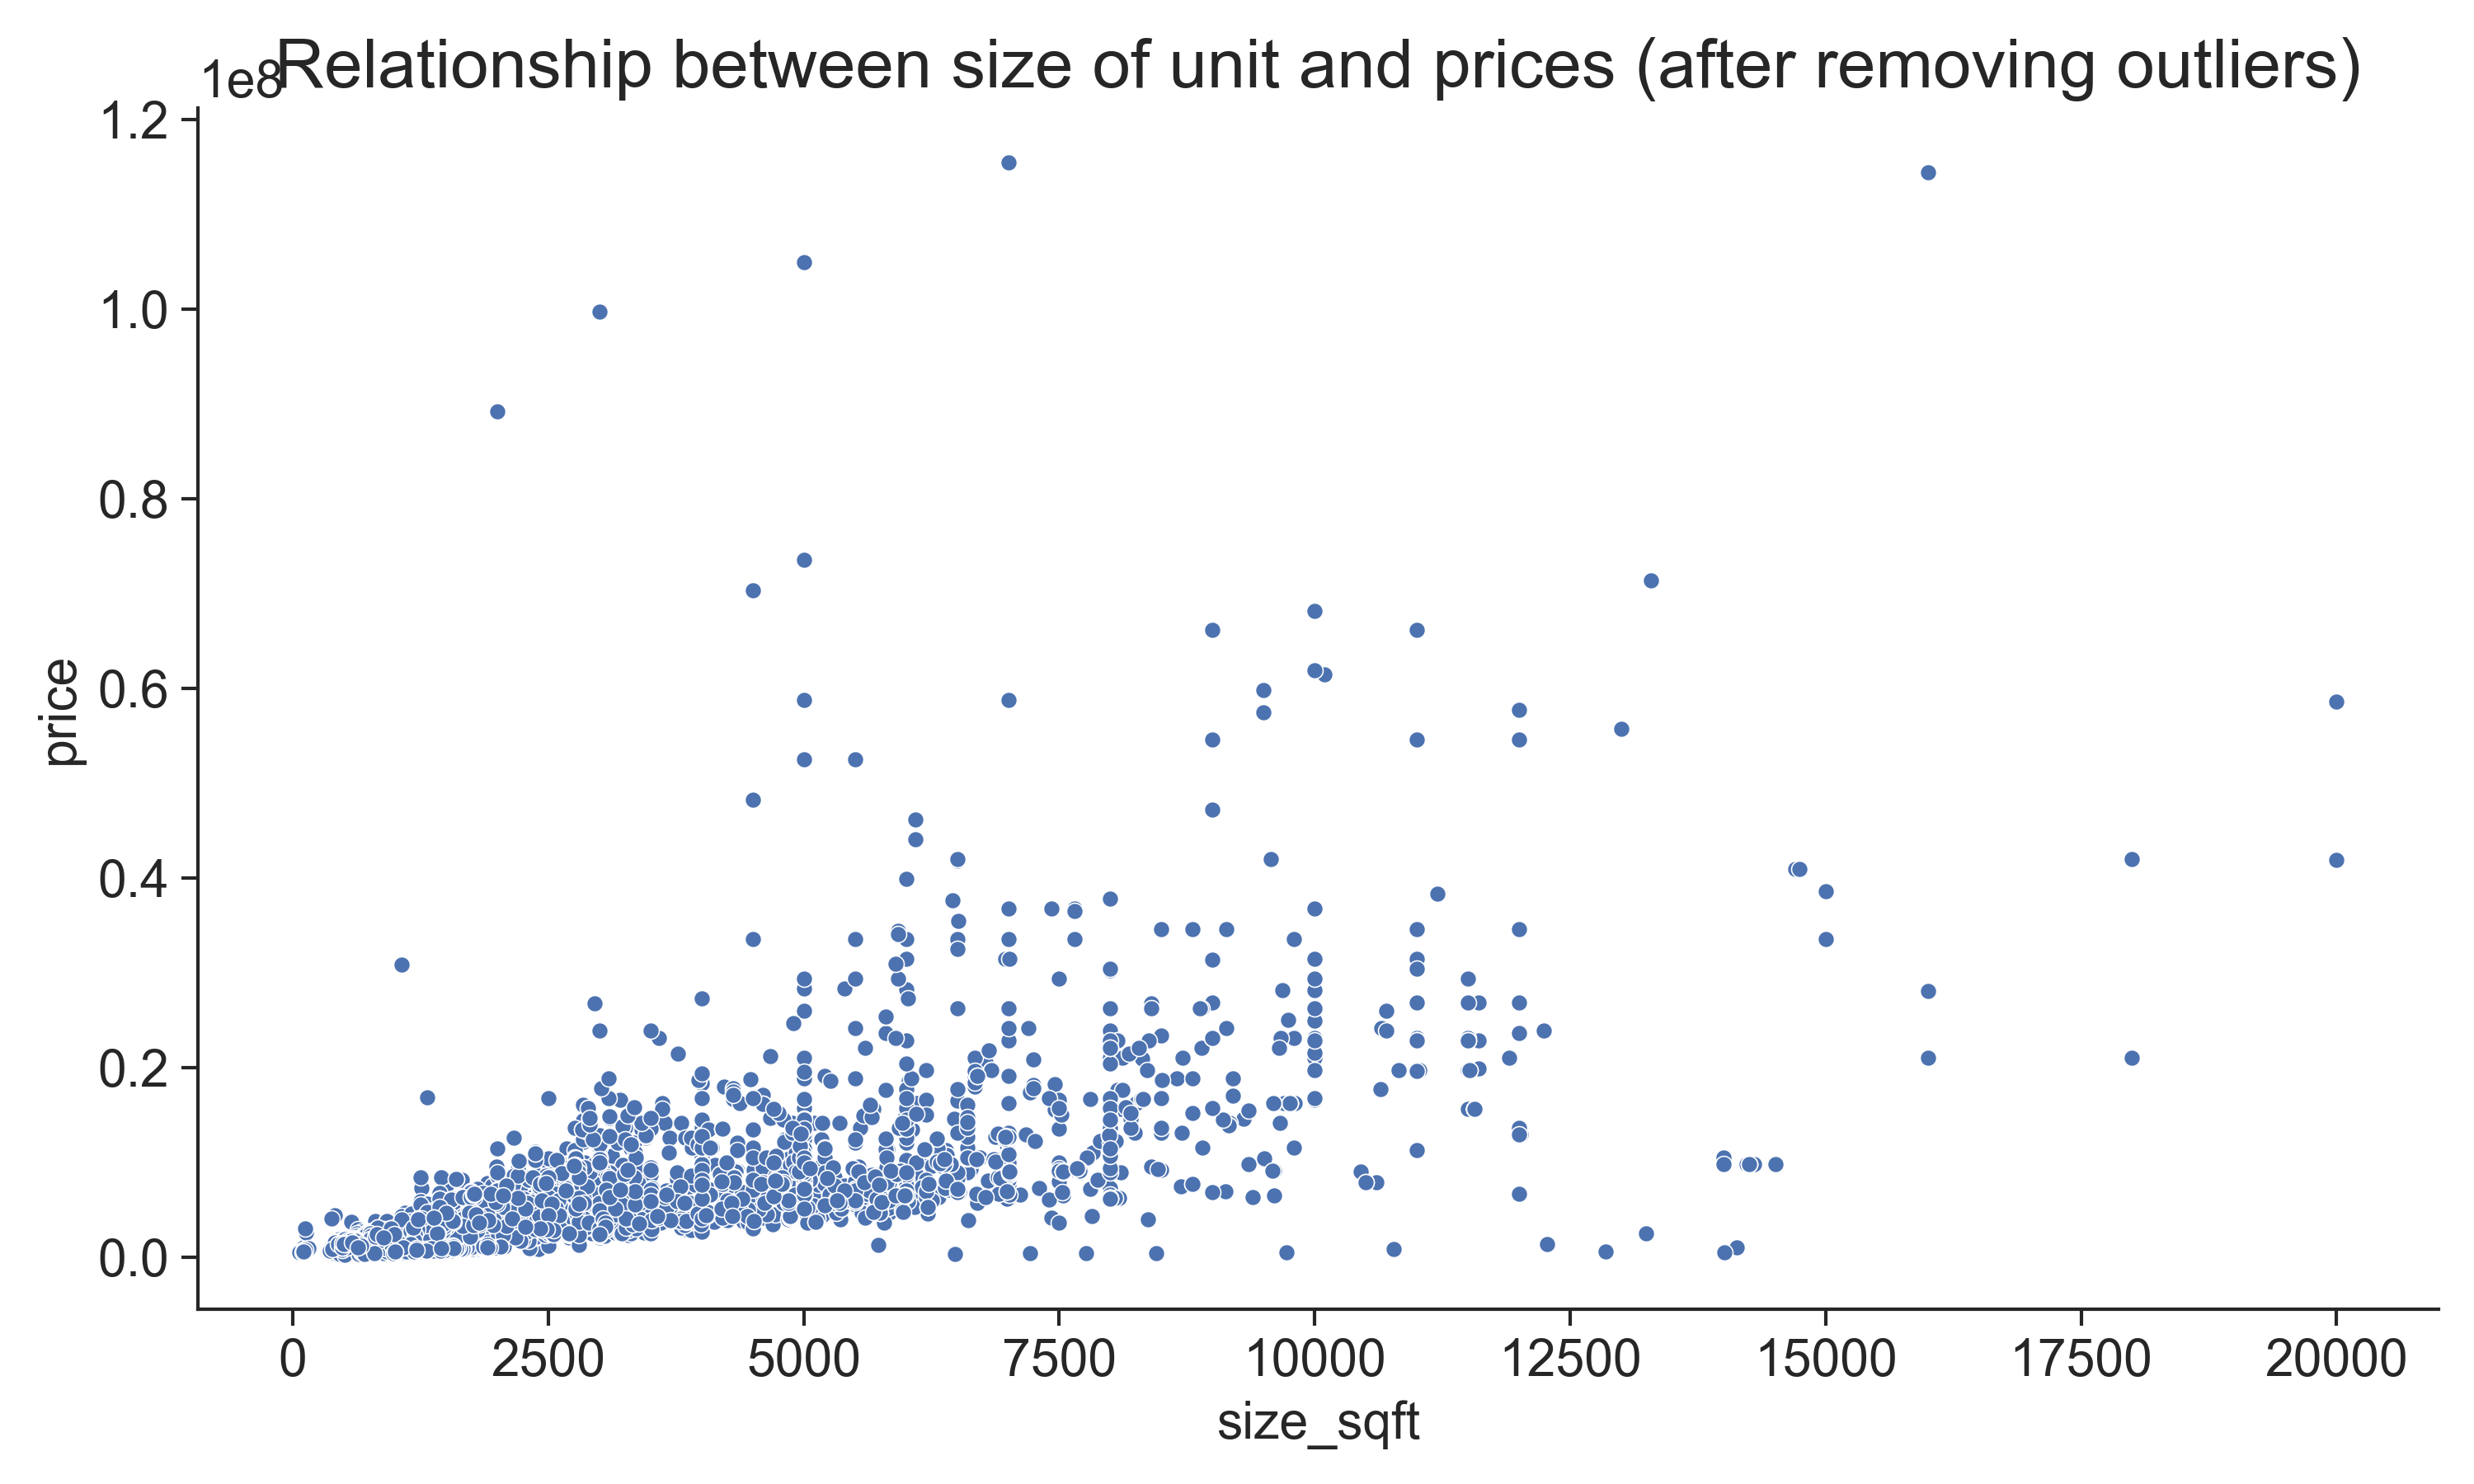 Relationship between size of unit and prices (after removing outliers)
1e8
1.2
1.0
0.8
0.6
0.4
0.2
0.0
price
0 2500 5000 7500 10000 12500 15000 17500 20000
size_sqft